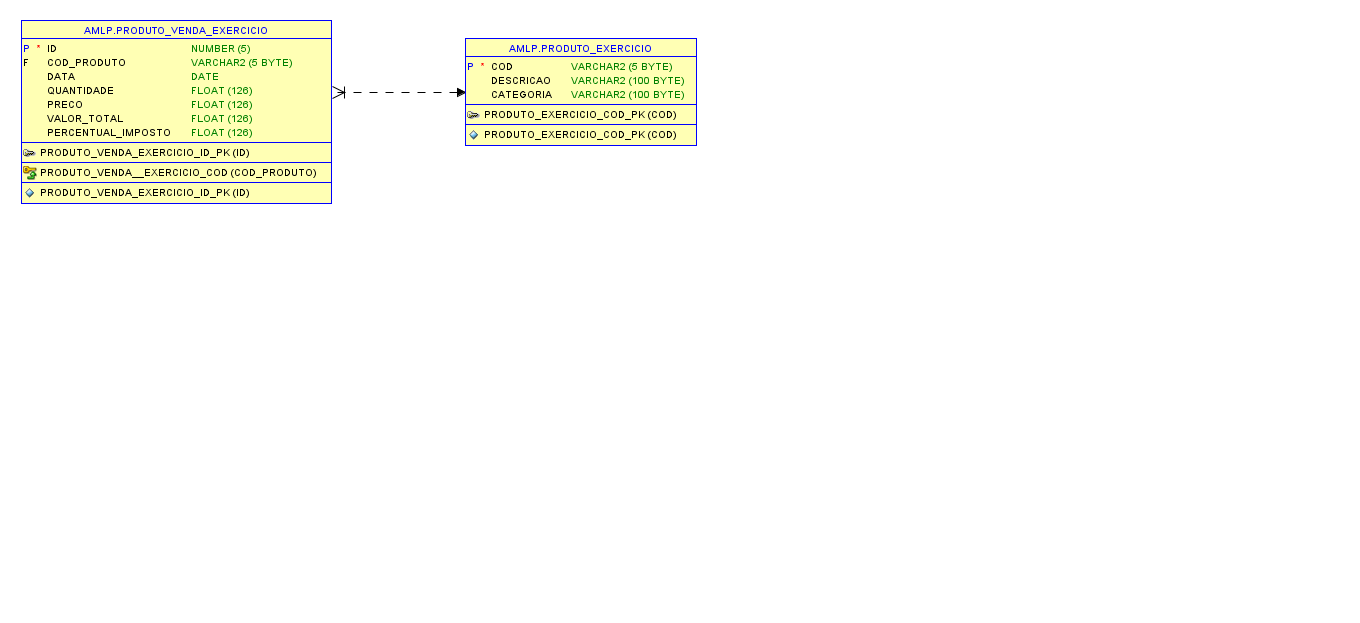 AMLP.PRODUTO_VENDA_EXERCICIO
P * ID NUMBER (5)
F COD_PRODUTO VARCHAR2 (5 BYTE)
DATA DATE
QUANTIDADE FLOAT (126)
PRECO FLOAT (126)
VALOR_TOTAL FLOAT (126)
PERCENTUAL_IMPOSTO FLOAT (126)
PRODUTO_VENDA_EXERCICIO_ID_PK (ID)
PRODUTO_VENDA__EXERCICIO_COD (COD_PRODUTO)
PRODUTO_VENDA_EXERCICIO_ID_PK (ID)
AMLP.PRODUTO_EXERCICIO
P * COD VARCHAR2 (5 BYTE)
DESCRICAO VARCHAR2 (100 BYTE)
CATEGORIA VARCHAR2 (100 BYTE)
PRODUTO_EXERCICIO_COD_PK (COD)
PRODUTO_EXERCICIO_COD_PK (COD)